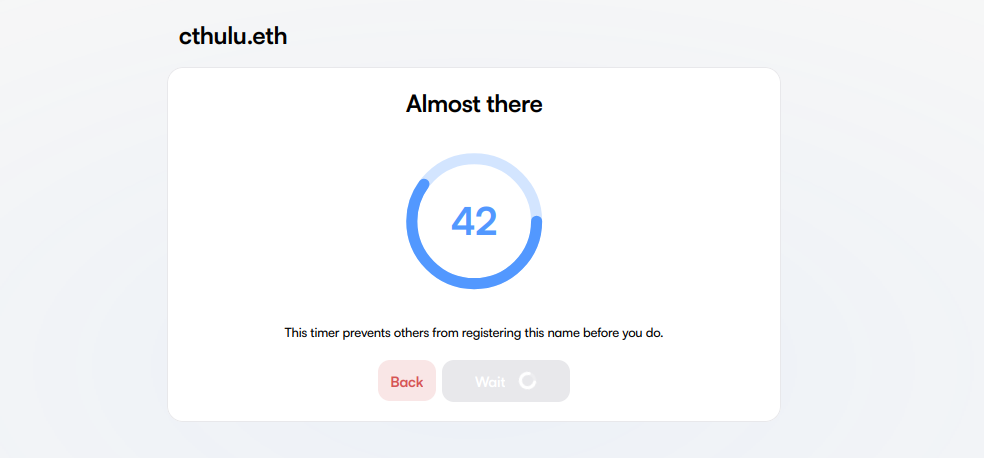 cthulu.eth
Almost there
42
This timer prevents others from registering this name before you do.
Back
Wait